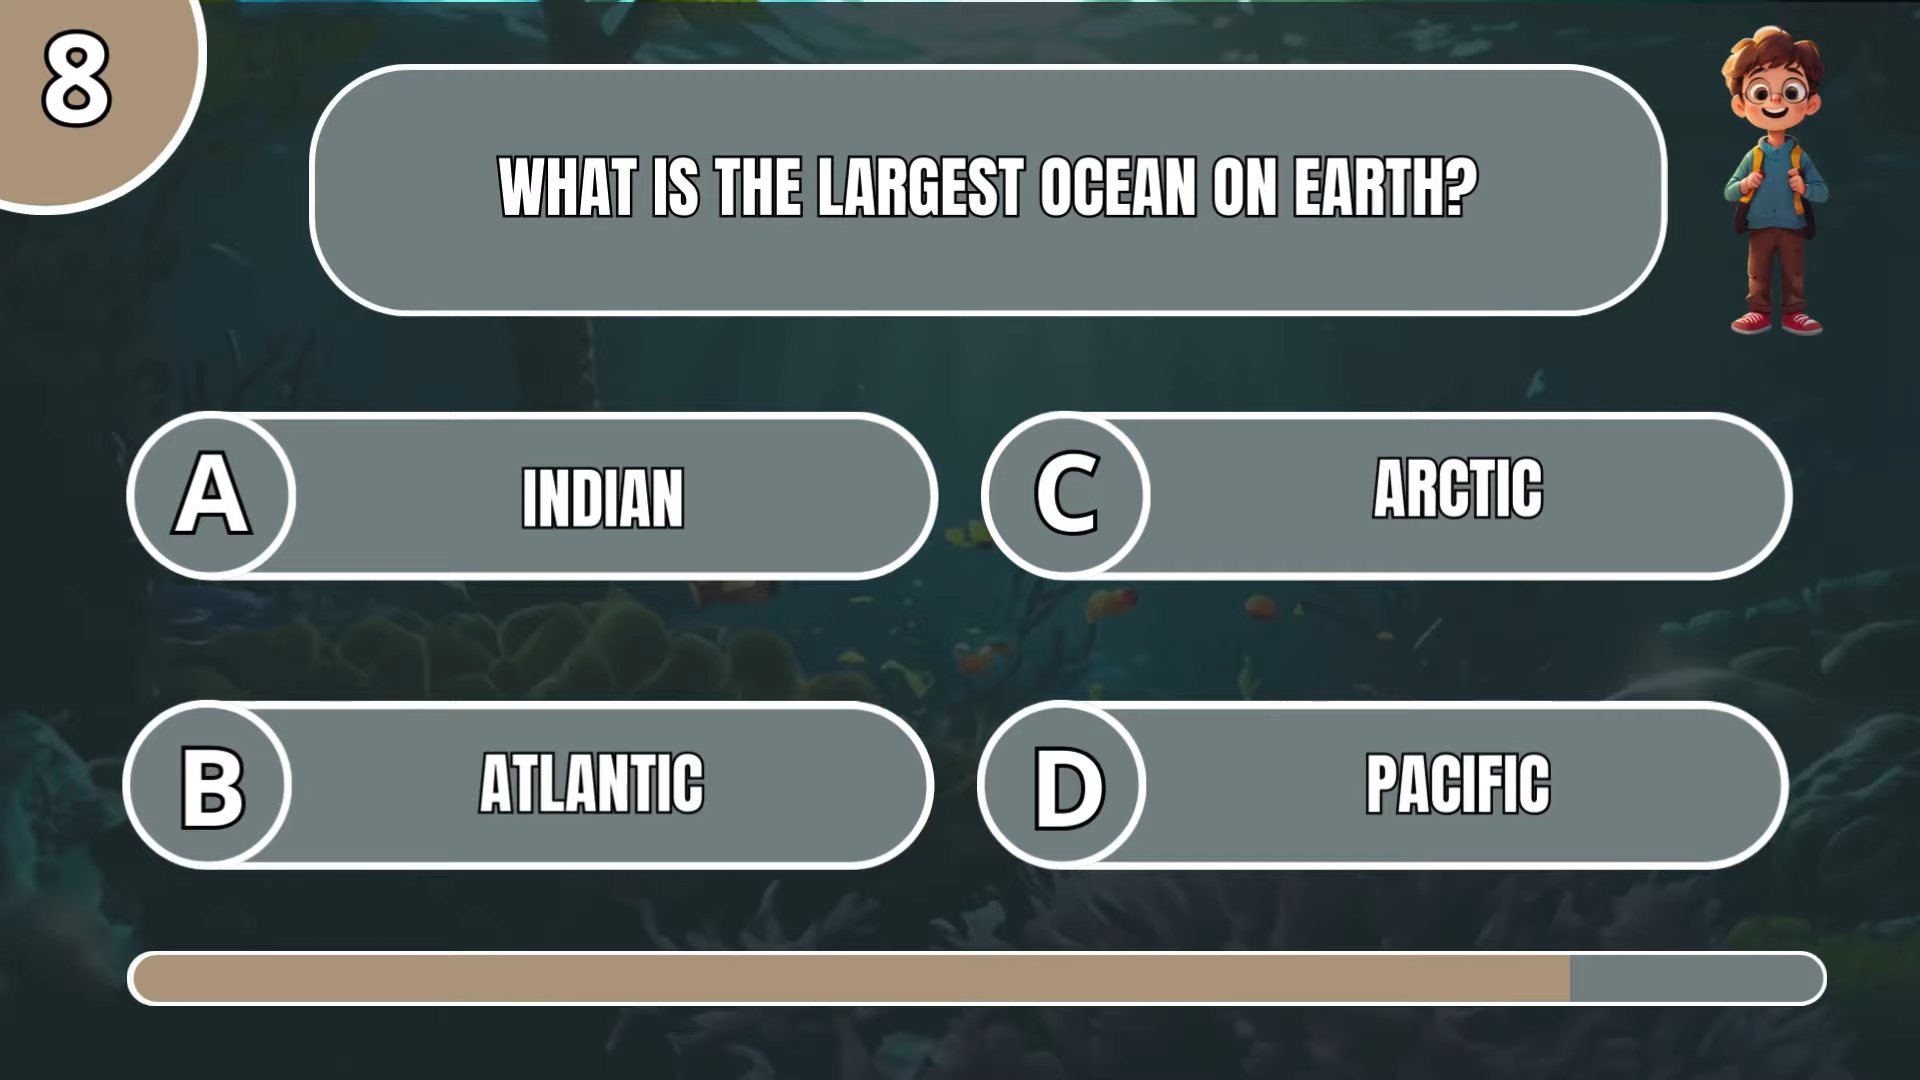 8
WHAT IS THE LARGEST OCEAN ON EARTH?
A INDIAN
C ARCTIC
B ATLANTIC
D PACIFIC